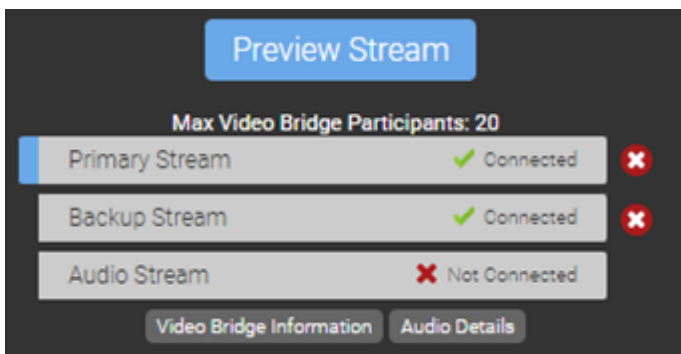 Preview Stream
Max Video Bridge Participants: 20
Primary Stream Connected
Backup Stream Connected
Audio Stream Not Connected
Video Bridge Information Audio Details